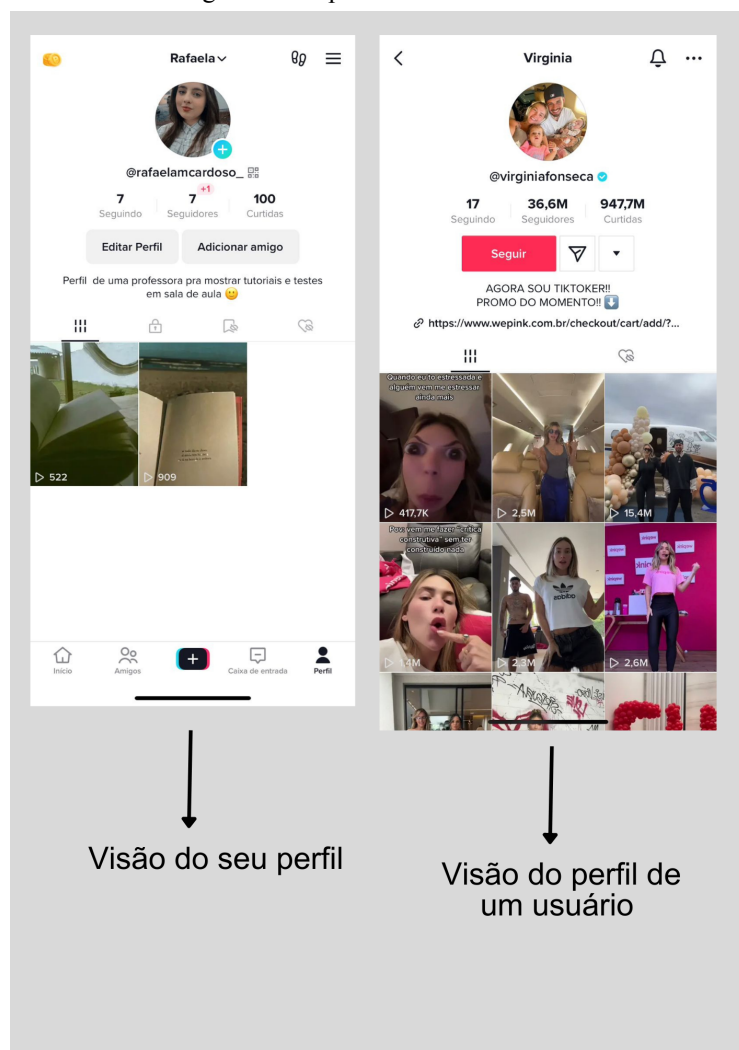 Rafaela
@rafaelamcardoso_
7 7 +1 100
Seguindo Seguidores Curtidas
Editar Perfil Adicionar amigo
Perfil de uma professora pra mostrar tutoriais e testes
em sala de aula
522 909
Início Amigos Caixa de entrada Perfil
Visão do seu perfil
Virginia
@virginiafonseca
17 36,6M 947,7M
Seguindo Seguidores Curtidas
Seguir
AGORA SOU TIKTOKER!!
PROMO DO MOMENTO!!
https://www.wepink.com.br/checkout/cart/add/?...
Quando eu to estressada e
alguem vem me estressar
ainda mais
417,7K 2,5M 15,4M
Pov: vem me fazer "critica
construtiva" sem ter
construido nada
adidas
1,4M 2,3M 2,6M
Visão do perfil de
um usuário